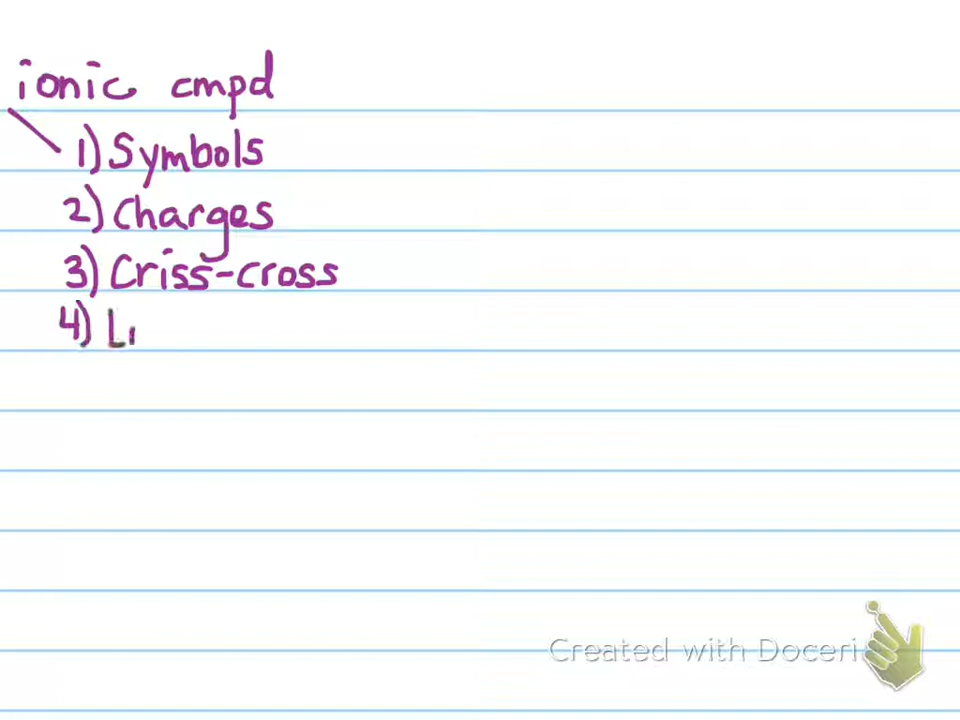 ionic cmpd
1) Symbols
2) Charges
3) Criss-cross
4)
Created with Doceri